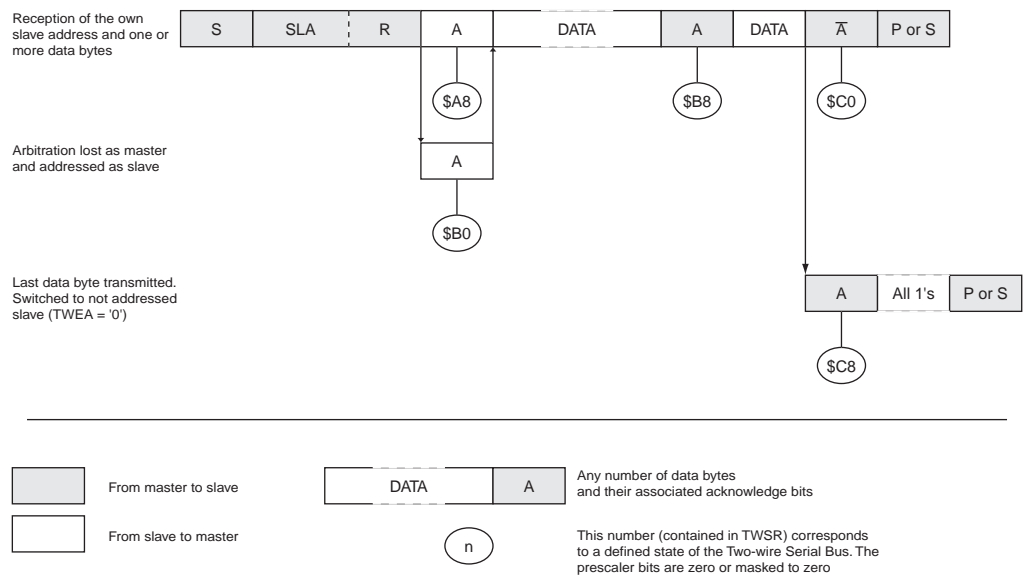 Reception of the own
slave address and one or
more data bytes
S SLA R A DATA A DATA A̅ P or S
$A8 $B8 $C0
Arbitration lost as master
and addressed as slave
A
$B0
Last data byte transmitted.
Switched to not addressed
slave (TWEA = '0')
A All 1's P or S
$C8
From master to slave
DATA A
Any number of data bytes
and their associated acknowledge bits
From slave to master
n
This number (contained in TWSR) corresponds
to a defined state of the Two-wire Serial Bus. The
prescaler bits are zero or masked to zero